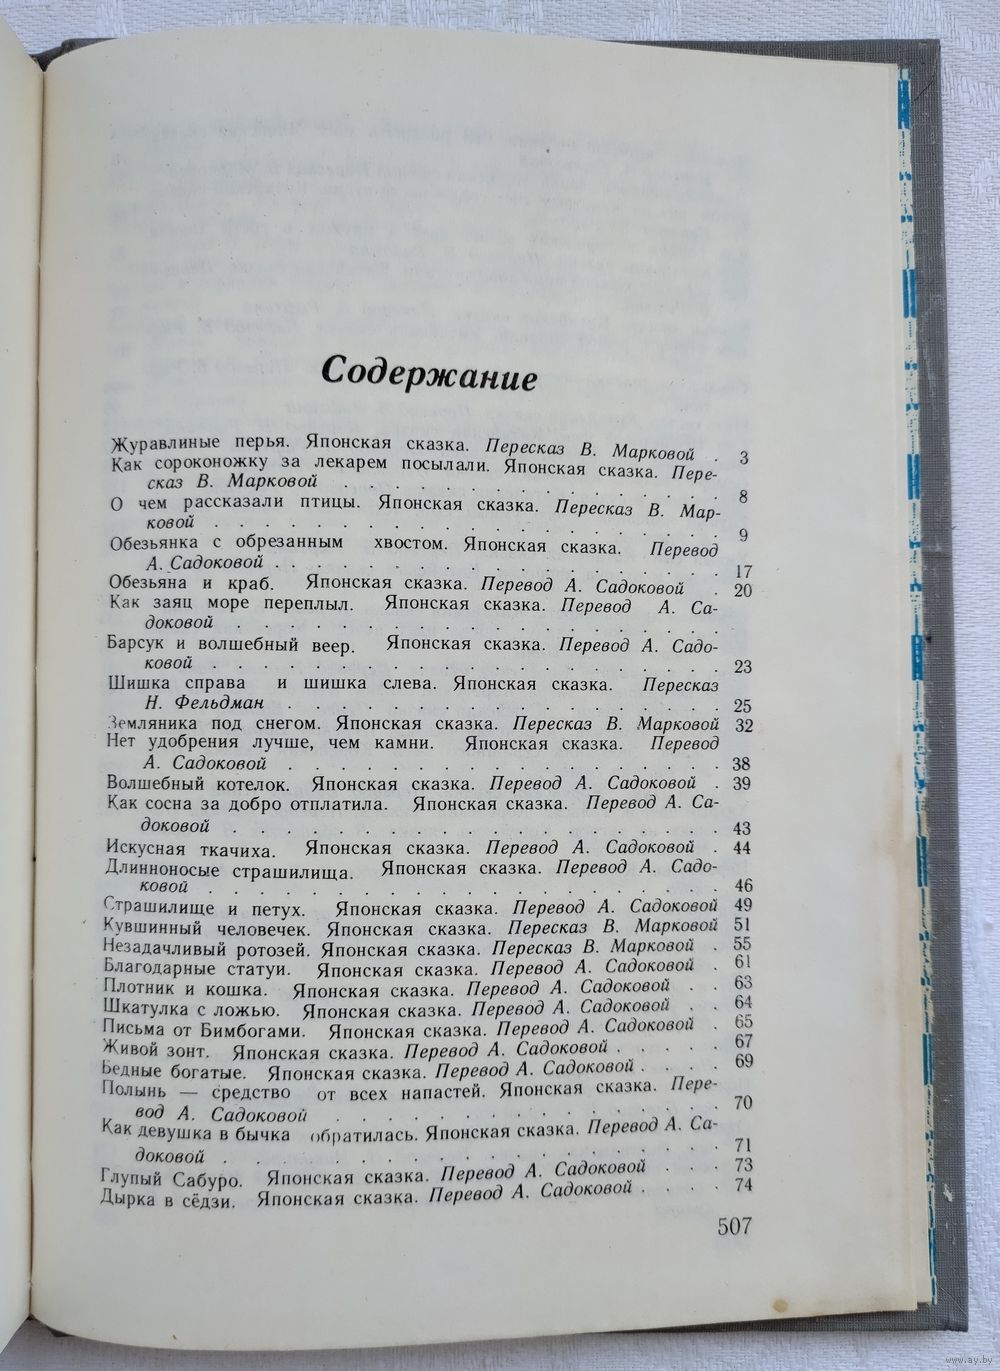 Содержание
Журавлиные перья. Японская сказка. Пересказ В. Марковой . 3
Как сороконожку за лекарем посылали. Японская сказка. Пере-
сказ В. Марковой . . . . . . . . . . . . . . . . 8
О чем рассказали птицы. Японская сказка. Пересказ В. Мар-
ковой . . . . . . . . . . . . . . . . . . . . 9
Обезьянка с обрезанным хвостом. Японская сказка. Перевод
А. Садоковой . . . . . . . . . . . . . . . . . . 17
Обезьяна и краб. Японская сказка. Перевод А. Садоковой . 20
Как заяц море переплыл. Японская сказка. Перевод А. Са-
доковой . . . . . . . . . . . . . . . . . . .
Барсук и волшебный веер. Японская сказка. Перевод А. Садо-
ковой . . . . . . . . . . . . . . . . . . . . 23
Шишка справа и шишка слева. Японская сказка. Пересказ
Н. Фельдман . . . . . . . . . . . . . . . . . 25
Земляника под снегом. Японская сказка. Пересказ В. Марковой 32
Нет удобрения лучше, чем камни. Японская сказка. Перевод
А. Садоковой . . . . . . . . . . . . . . . . . 38
Волшебный котелок. Японская сказка. Перевод А. Садоковой . 39
Как сосна за добро отплатила. Японская сказка. Перевод А. Са-
доковой . . . . . . . . . . . . . . . . . . . 43
Искусная ткачиха. Японская сказка. Перевод А. Садоковой . 44
Длинноносые страшилища. Японская сказка. Перевод А. Садо-
ковой . . . . . . . . . . . . . . . . . . . . 46
Страшилище и петух. Японская сказка. Перевод А. Садоковой 49
Кувшинный человечек. Японская сказка. Пересказ В. Марковой 51
Незадачливый ротозей. Японская сказка. Пересказ В. Марковой . 55
Благодарные статуи. Японская сказка. Перевод А. Садоковой . 61
Плотник и кошка. Японская сказка. Перевод А. Садоковой . . 63
Шкатулка с ложью. Японская сказка. Перевод А. Садоковой . . 64
Письма от Бимбогами. Японская сказка. Перевод А. Садоковой . 65
Живой зонт. Японская сказка. Перевод А. Садоковой . . . . . 67
Бедные богатые. Японская сказка. Перевод А. Садоковой . . . . 69
Полынь — средство от всех напастей. Японская сказка. Пере-
вод А. Садоковой . . . . . . . . . . . . . . . 70
Как девушка в бычка обратилась. Японская сказка. Перевод А. Са-
доковой . . . . . . . . . . . . . . . . . . . 71
Глупый Сабуро. Японская сказка. Перевод А. Садоковой . . . 73
Дырка в сёдзи. Японская сказка. Перевод А. Садоковой . . . . 74
507
www.ay.by